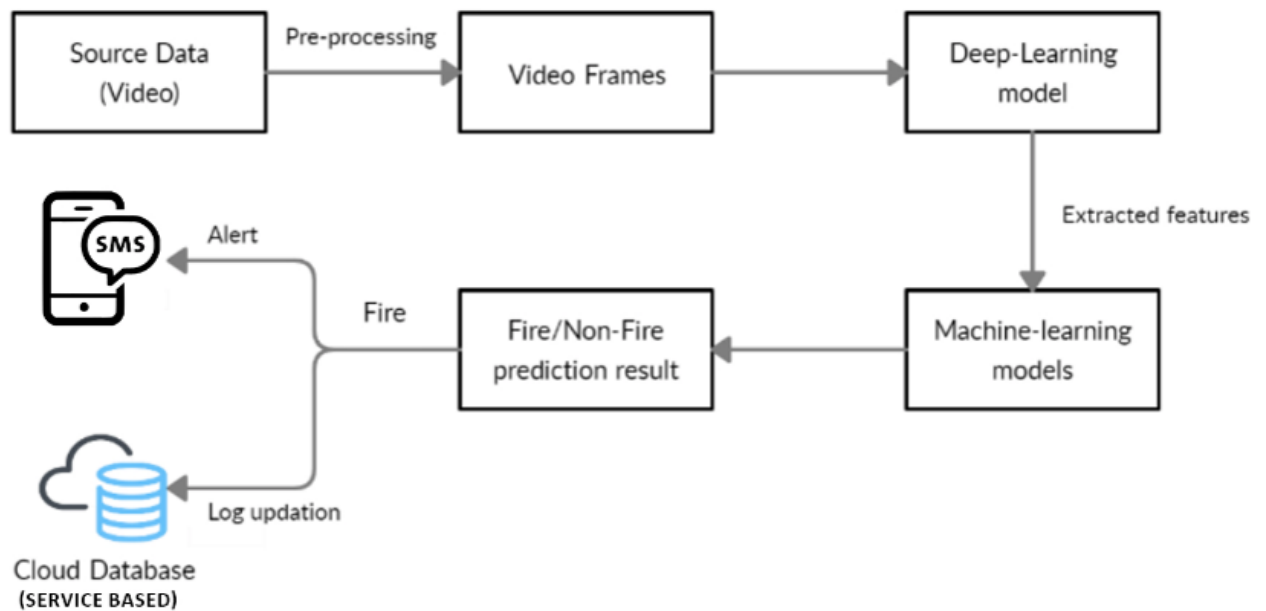 Source Data
(Video)
Pre-processing
Video Frames
Deep-Learning
model
Extracted features
SMS
Alert
Fire
Fire/Non-Fire
prediction result
Machine-learning
models
Log updation
Cloud Database
(SERVICE BASED)